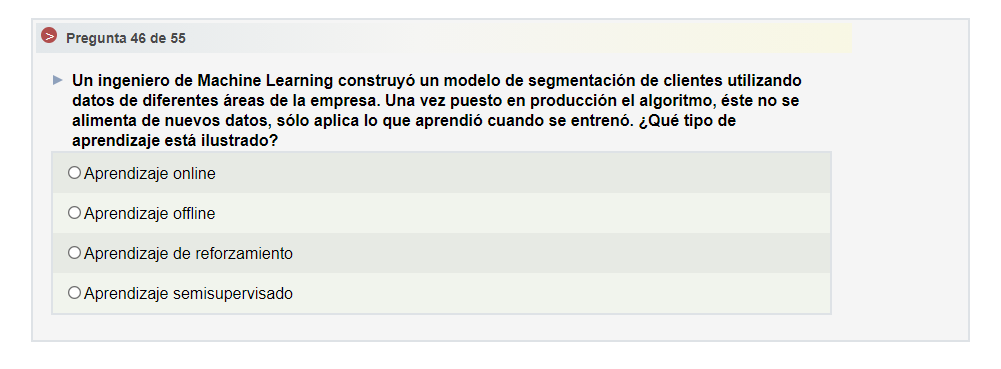 Pregunta 46 de 55
Un ingeniero de Machine Learning construyó un modelo de segmentación de clientes utilizando
datos de diferentes áreas de la empresa. Una vez puesto en producción el algoritmo, éste no se
alimenta de nuevos datos, sólo aplica lo que aprendió cuando se entrenó. ¿Qué tipo de
aprendizaje está ilustrado?
Aprendizaje online
Aprendizaje offline
Aprendizaje de reforzamiento
Aprendizaje semisupervisado